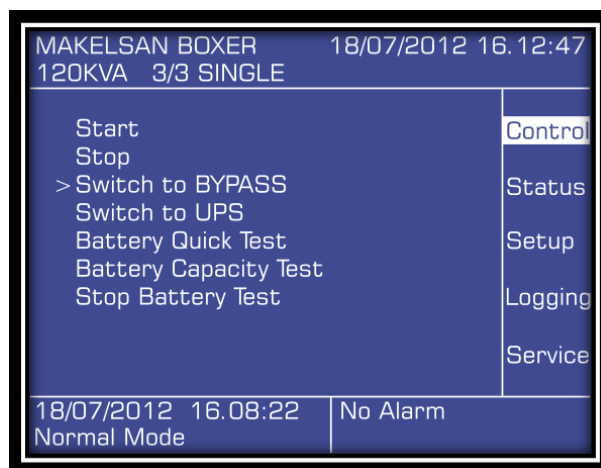 MAKELSAN BOXER 18/07/2012 16.12:47
120KVA 3/3 SINGLE
Start
Stop
>Switch to BYPASS
Switch to UPS
Battery Quick Test
Battery Capacity Test
Stop Battery Test
Control
Status
Setup
Logging
Service
18/07/2012 16.08:22
Normal Mode
No Alarm